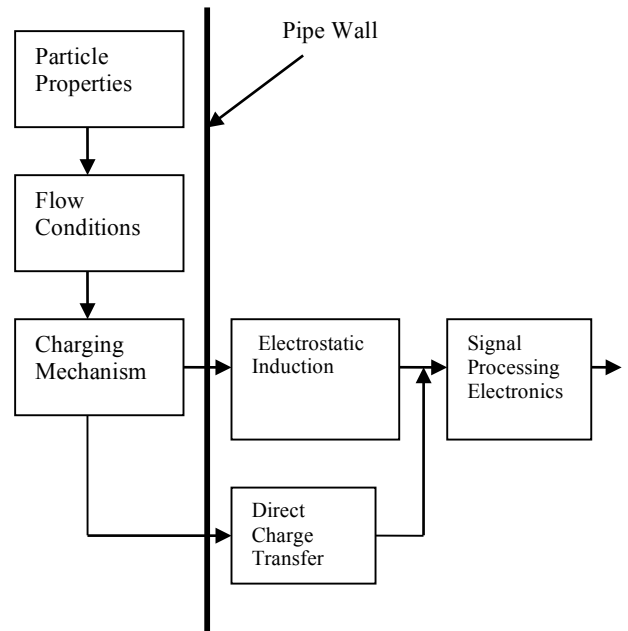 Pipe Wall
Particle
Properties
Flow
Conditions
Charging
Mechanism
Electrostatic
Induction
Signal
Processing
Electronics
Direct
Charge
Transfer